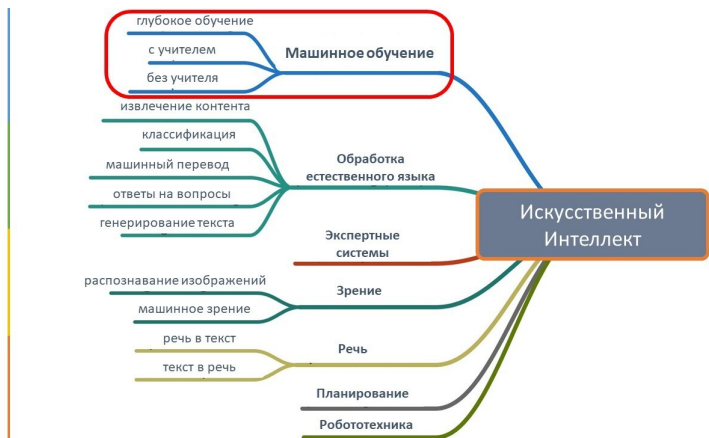 глубокое обучение
с учителем
без учителя
Машинное обучение
извлечение контента
классификация
машинный перевод
ответы на вопросы
генерирование текста
Обработка
естественного языка
Искусственный
Интеллект
Экспертные
системы
распознавание изображений
машинное зрение
Зрение
речь в текст
текст в речь
Речь
Планирование
Робототехника